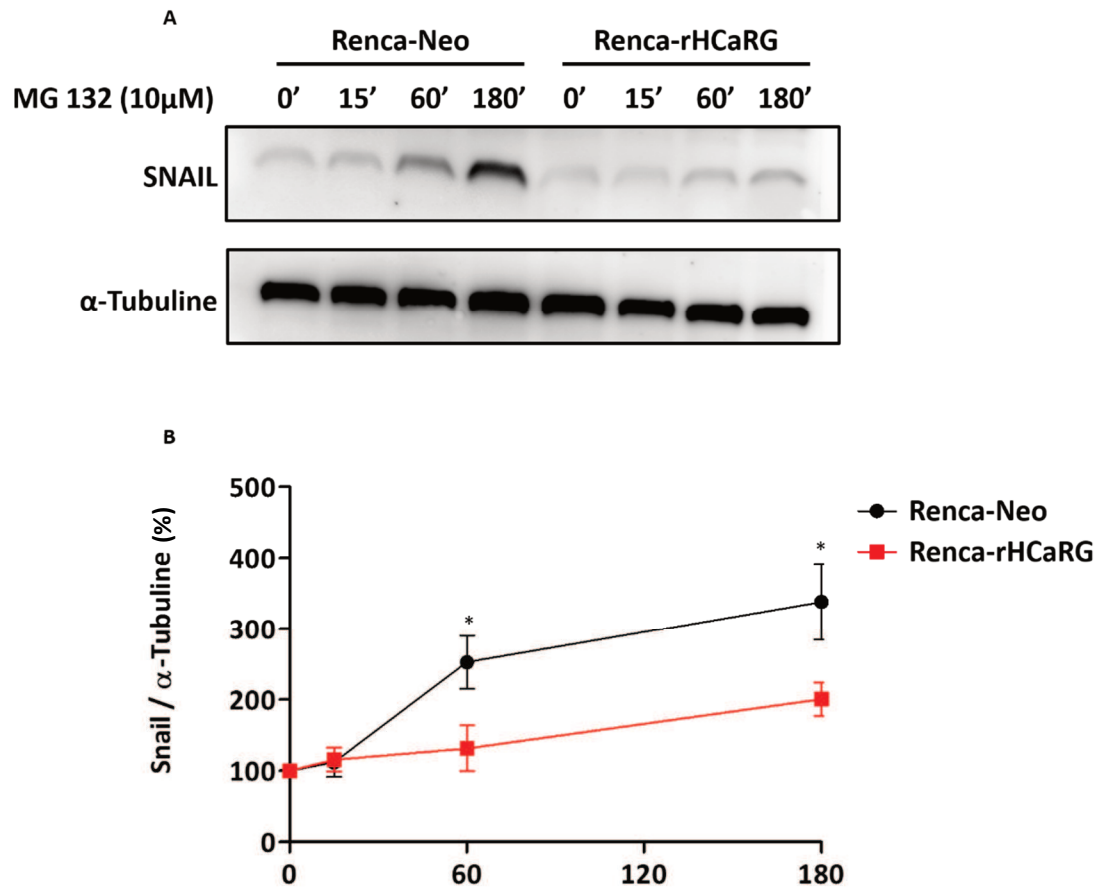 A
Renca-Neo Renca-rHCaRG
MG 132 (10µM) 0’ 15’ 60’ 180’ 0’ 15’ 60’ 180’
SNAIL
α-Tubuline
B
Snail / α-Tubuline (%)
500
400
300
200
100
0
* *
0 60 120 180
Renca-Neo
Renca-rHCaRG